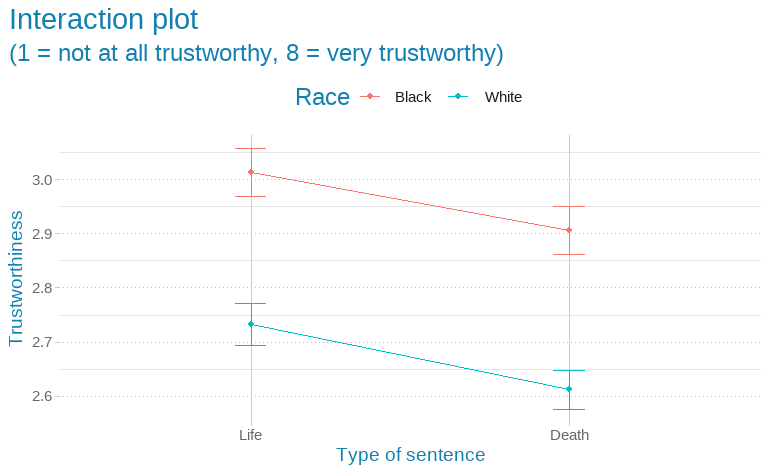 Interaction plot
(1 = not at all trustworthy, 8 = very trustworthy)
Race Black White
3.0
2.9
2.8
2.7
2.6
Trustworthiness
Life Death
Type of sentence